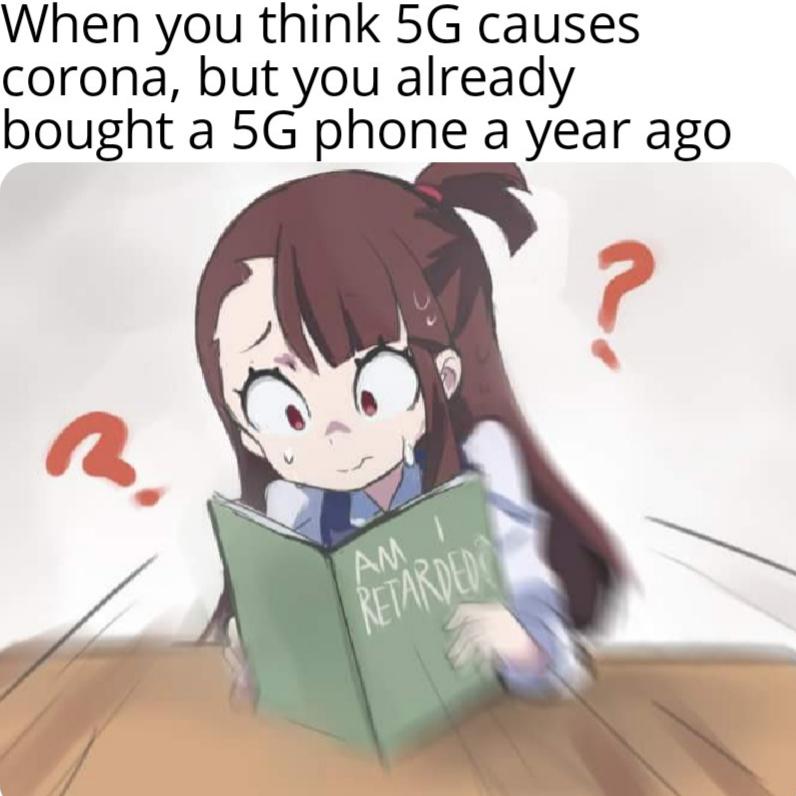 When you think 5G causes
corona, but you already
bought a 5G phone a year ago
?
?
AM I
RETARDED?